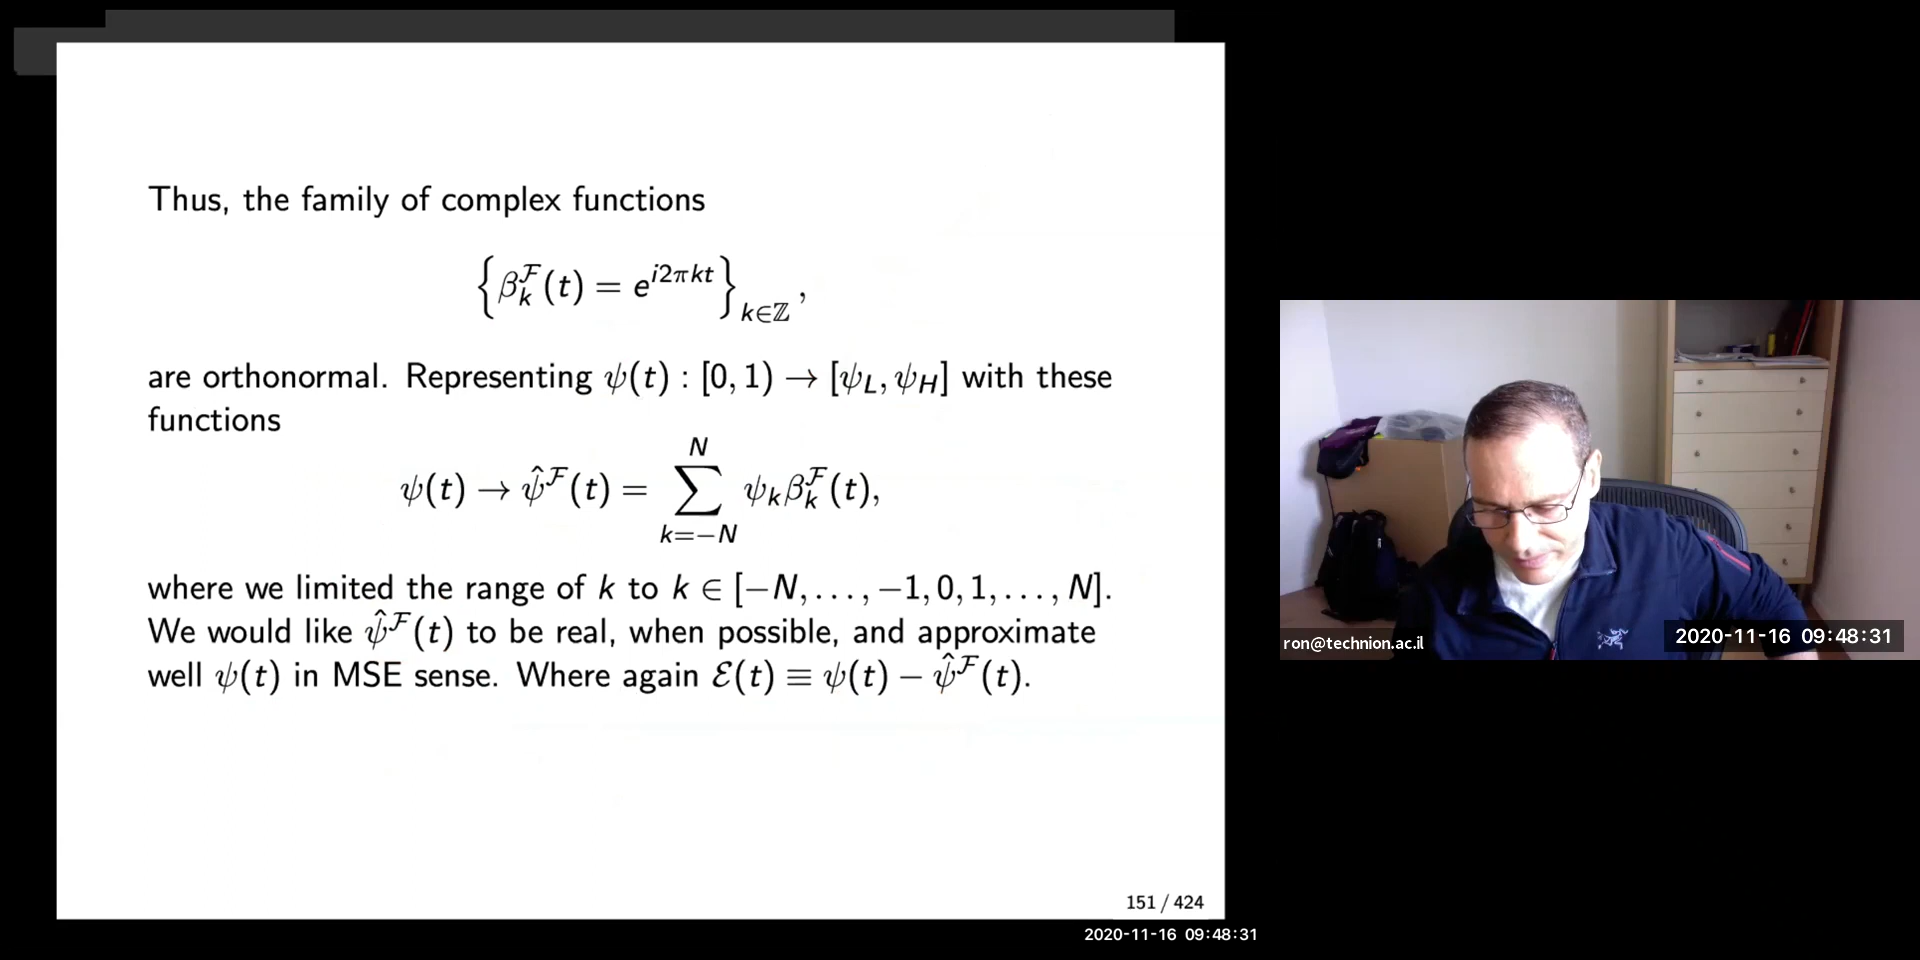 Thus, the family of complex functions
{β_k^ℱ(t) = e^{i2πkt}}_{k∈ℤ},
are orthonormal. Representing ψ(t) : [0, 1) → [ψ_L, ψ_H] with these
functions
ψ(t) → ψ̂^ℱ(t) = ∑_{k=−N}^{N} ψ_k β_k^ℱ(t),
where we limited the range of k to k ∈ [−N, . . . , −1, 0, 1, . . . , N].
We would like ψ̂^ℱ(t) to be real, when possible, and approximate
well ψ(t) in MSE sense. Where again ℰ(t) ≡ ψ(t) − ψ̂^ℱ(t).
151 / 424
2020-11-16 09:48:31
ron@technion.ac.il
2020-11-16 09:48:31